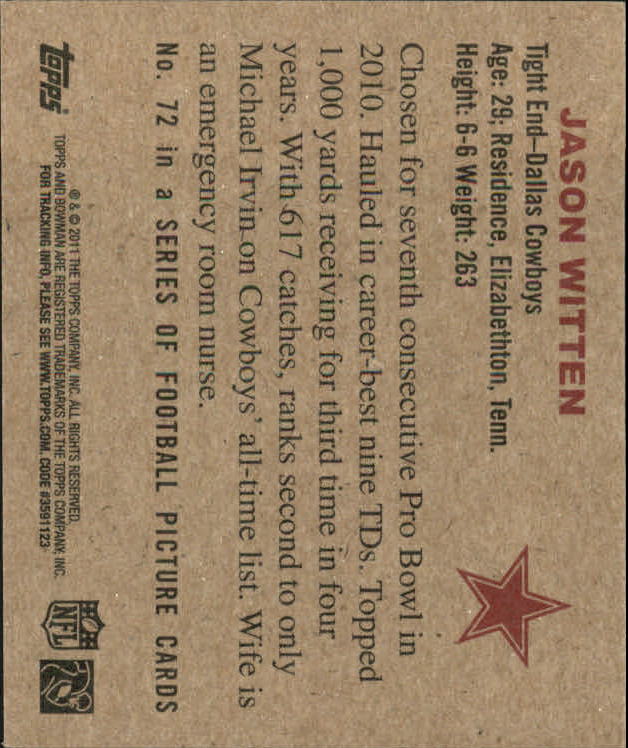 JASON WITTEN
Tight End–Dallas Cowboys
Age: 29; Residence, Elizabethton, Tenn.
Height: 6-6 Weight: 263
Chosen for seventh consecutive Pro Bowl in
2010. Hauled in career-best nine TDs. Topped
1,000 yards receiving for third time in four
years. With 617 catches, ranks second to only
Michael Irvin on Cowboys' all-time list. Wife is
an emergency room nurse.
No. 72 in a SERIES OF FOOTBALL PICTURE CARDS
topps
® & © 2011 THE TOPPS COMPANY, INC. ALL RIGHTS RESERVED.
TOPPS AND BOWMAN ARE REGISTERED TRADEMARKS OF THE TOPPS COMPANY, INC.
FOR TRACKING INFO, PLEASE SEE WWW.TOPPS.COM. CODE #3591123
NFL